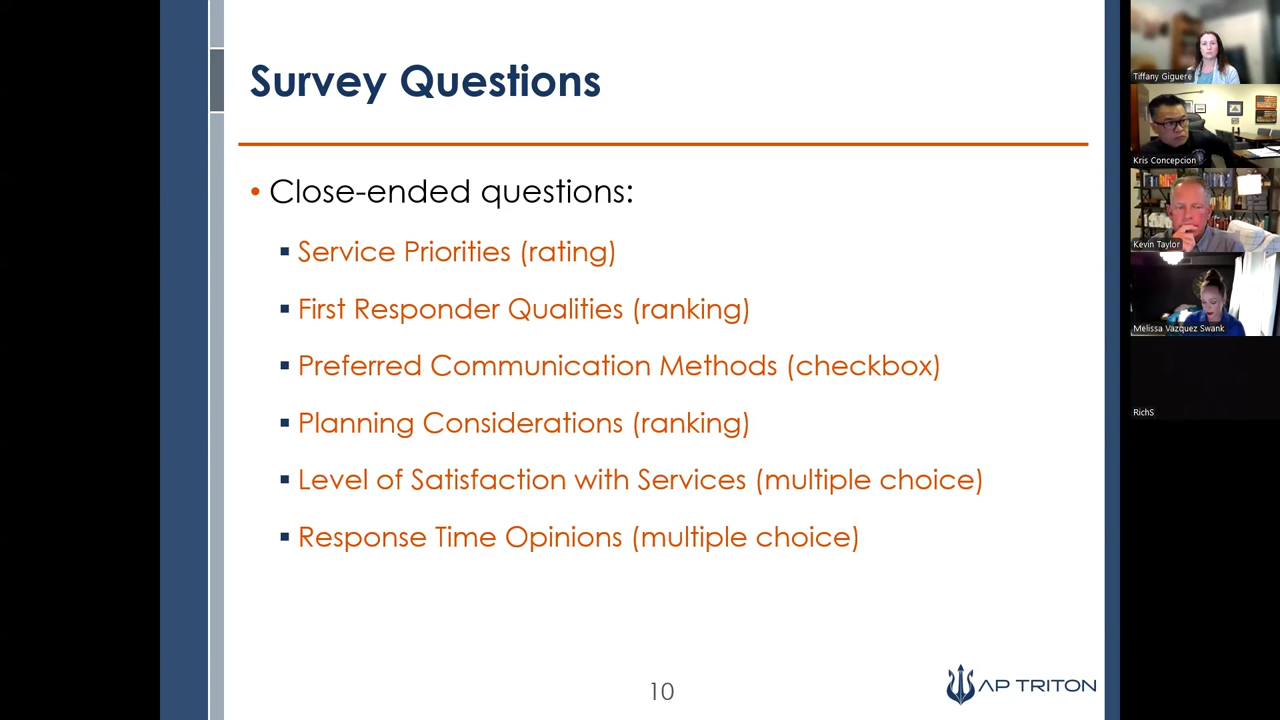 Survey Questions
• Close-ended questions:
▪ Service Priorities (rating)
▪ First Responder Qualities (ranking)
▪ Preferred Communication Methods (checkbox)
▪ Planning Considerations (ranking)
▪ Level of Satisfaction with Services (multiple choice)
▪ Response Time Opinions (multiple choice)
10
AP TRITON
Tiffany Giguere
Kris Concepcion
Kevin Taylor
Melissa Vazquez Swank
RichS